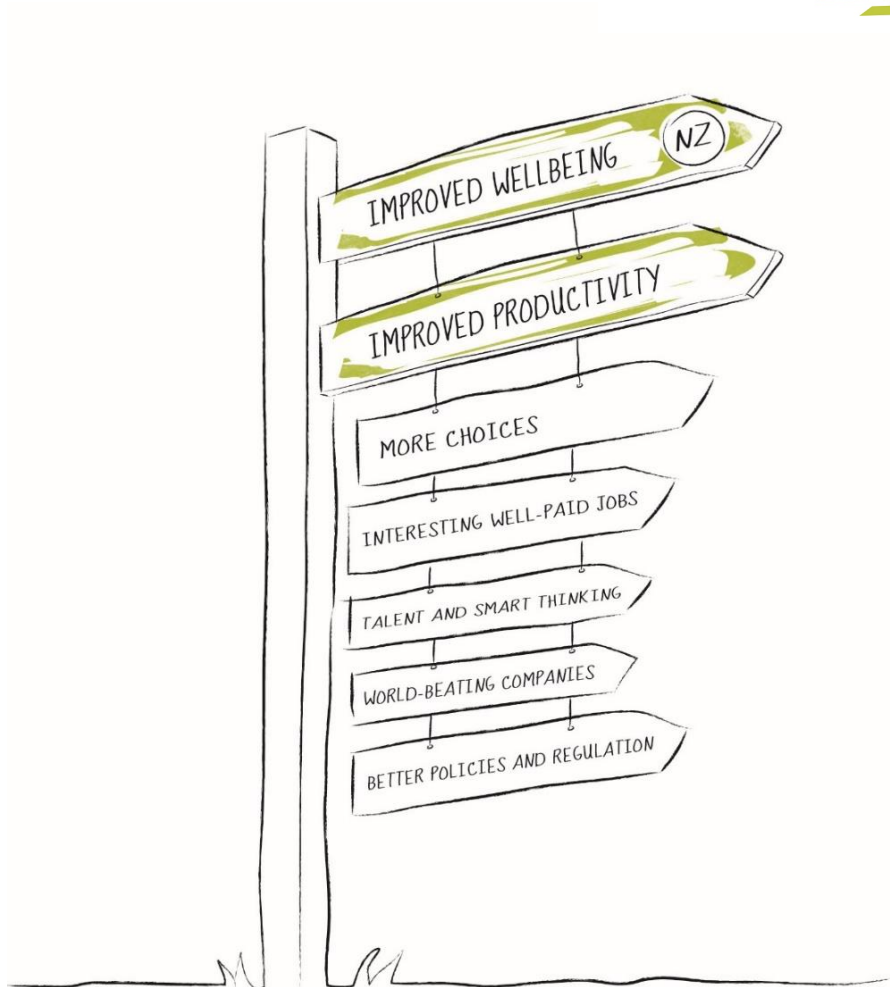 IMPROVED WELLBEING NZ
IMPROVED PRODUCTIVITY
MORE CHOICES
INTERESTING WELL-PAID JOBS
TALENT AND SMART THINKING
WORLD-BEATING COMPANIES
BETTER POLICIES AND REGULATION